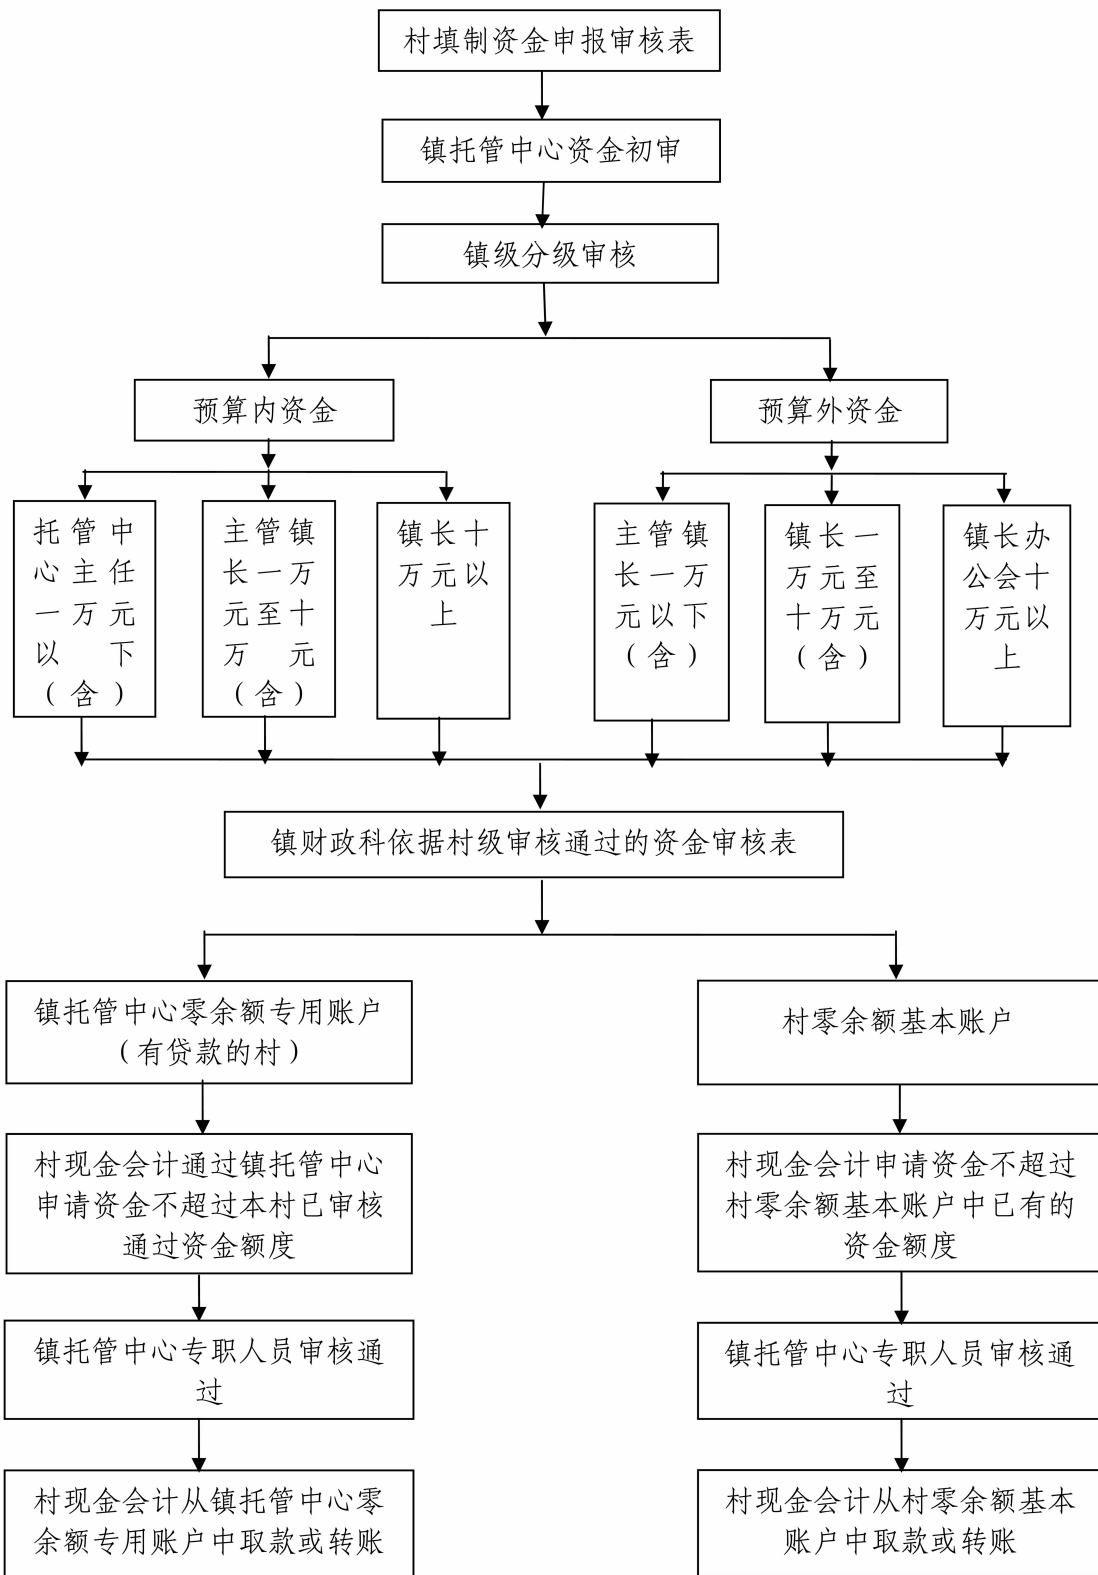 村填制资金申报审核表
镇托管中心资金初审
镇级分级审核
预算内资金
预算外资金
托管中
心主任
一万元
以下
（含）
主管镇
长一万
元至十
万元
（含）
镇长十
万元以
上
主管镇
长一万
元以下
（含）
镇长一
万元至
十万元
（含）
镇长办
公会十
万元以
上
镇财政科依据村级审核通过的资金审核表
镇托管中心零余额专用账户
（有贷款的村）
村零余额基本账户
村现金会计通过镇托管中心
申请资金不超过本村已审核
通过资金额度
村现金会计申请资金不超过
村零余额基本账户中已有的
资金额度
镇托管中心专职人员审核通
过
镇托管中心专职人员审核通
过
村现金会计从镇托管中心零
余额专用账户中取款或转账
村现金会计从村零余额基本
账户中取款或转账